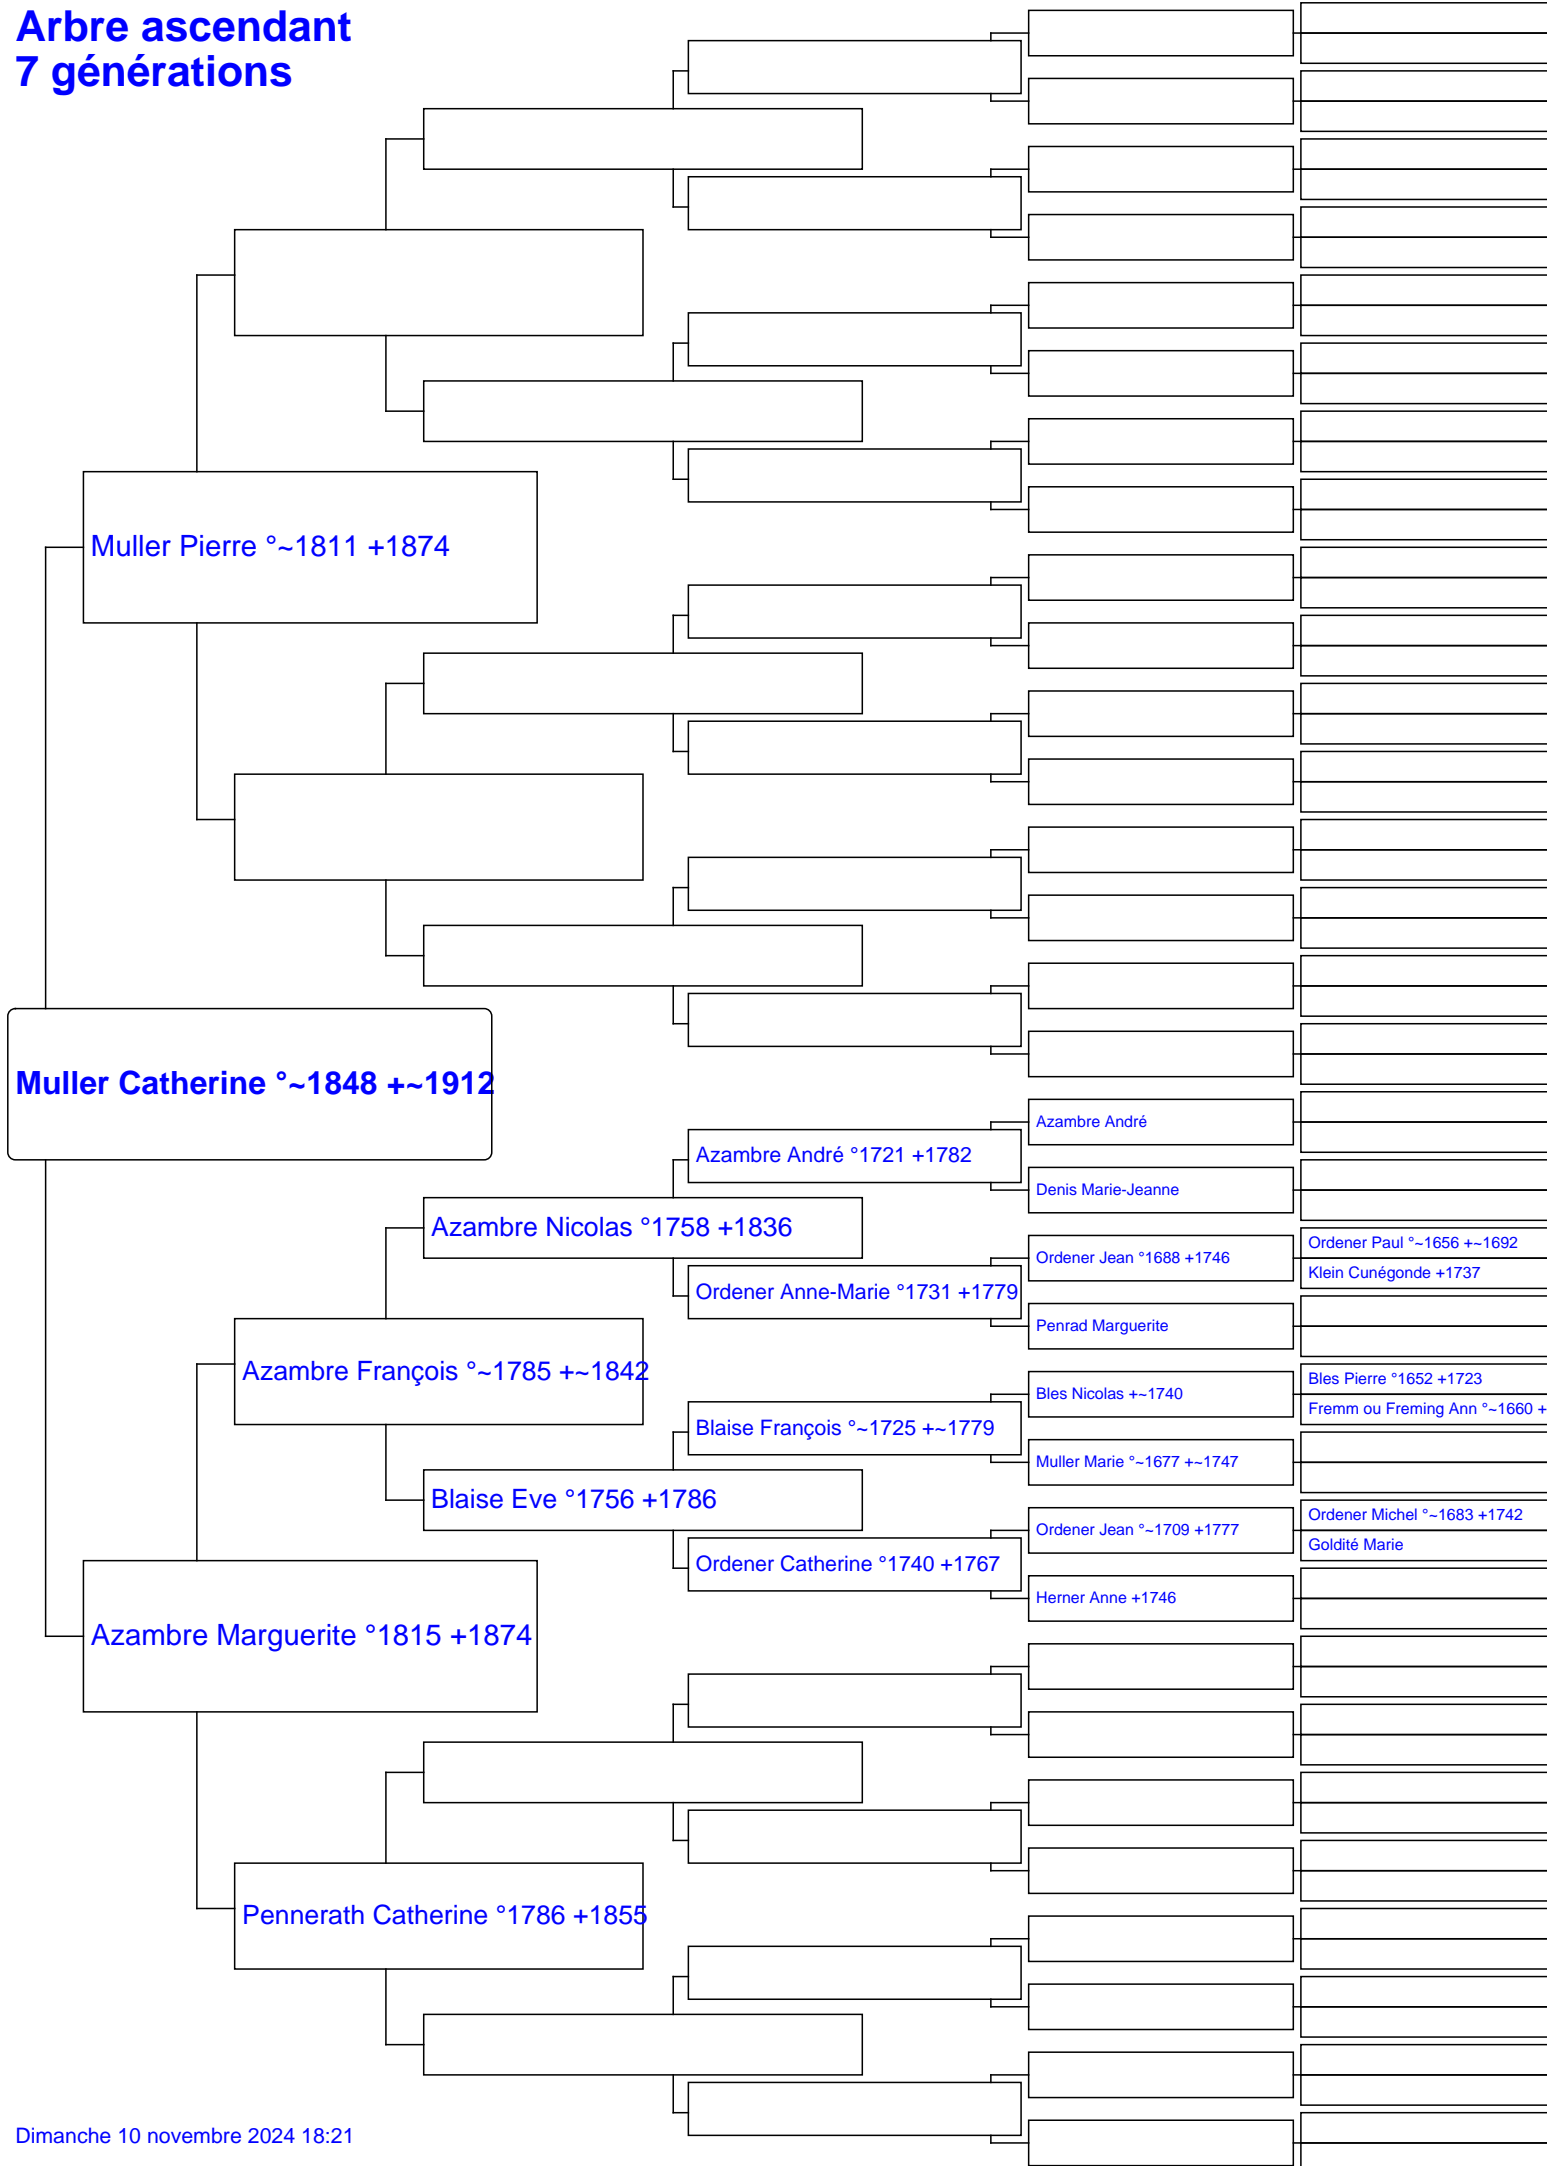 Arbre ascendant
7 générations
Muller Pierre °~1811 +1874
Muller Catherine °~1848 +~1912
Azambre André
Azambre André °1721 +1782
Denis Marie-Jeanne
Azambre Nicolas °1758 +1836
Ordener Paul °~1656 +~1692
Ordener Jean °1688 +1746
Klein Cunégonde +1737
Ordener Anne-Marie °1731 +1779
Penrad Marguerite
Azambre François °~1785 +~1842
Bles Pierre °1652 +1723
Bles Nicolas +~1740
Fremm ou Freming Ann °~1660 +
Blaise François °~1725 +~1779
Muller Marie °~1677 +~1747
Blaise Eve °1756 +1786
Ordener Michel °~1683 +1742
Ordener Jean °~1709 +1777
Goldité Marie
Ordener Catherine °1740 +1767
Herner Anne +1746
Azambre Marguerite °1815 +1874
Pennerath Catherine °1786 +1855
Dimanche 10 novembre 2024 18:21